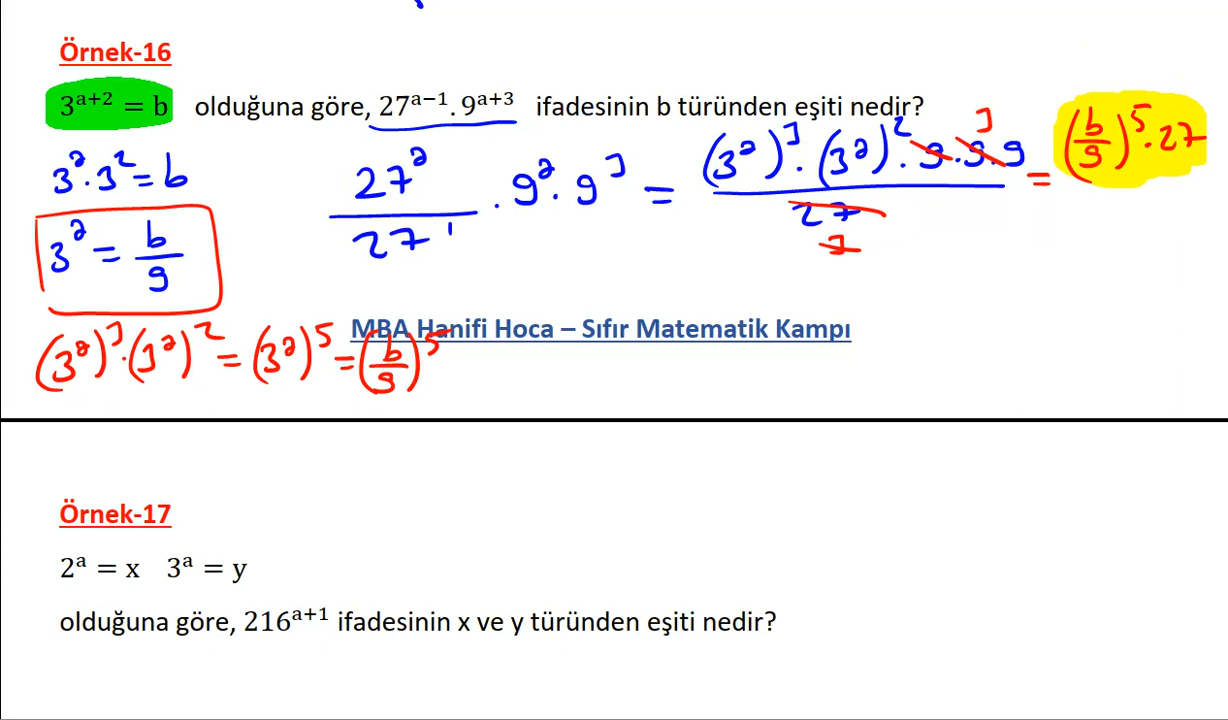 Örnek-16
3^{a+2} = b olduğuna göre, 27^{a−1} . 9^{a+3} ifadesinin b türünden eşiti nedir?
3^a · 3^2 = b
27^a / 27^1 · 9^a · 9^3 = (3^a)^3 · (3^a)^2 · 9 · 9 · 9 / 27 = (b/9)^5 · 27
3
1
3^a = b/9
(3^a)^3 · (3^a)^2 = (3^a)^5 = (b/9)^5
MBA Hanifi Hoca – Sıfır Matematik Kampı
Örnek-17
2^a = x 3^a = y
olduğuna göre, 216^{a+1} ifadesinin x ve y türünden eşiti nedir?